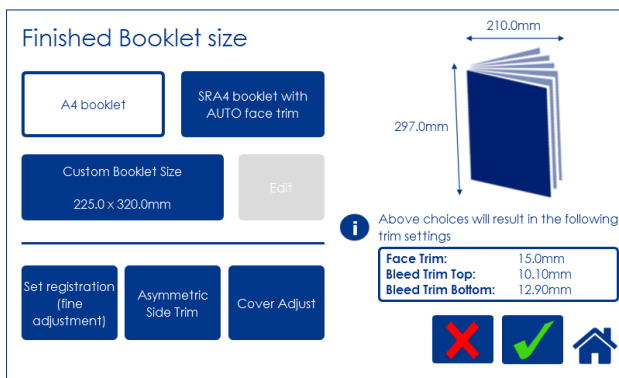 Finished Booklet size
210.0mm
A4 booklet
SRA4 booklet with
AUTO face trim
297.0mm
Custom Booklet Size
225.0 x 320.0mm
Edit
i
Above choices will result in the following
trim settings
Face Trim: 15.0mm
Bleed Trim Top: 10.10mm
Bleed Trim Bottom: 12.90mm
Set registration
(fine
adjustment)
Asymmetric
Side Trim
Cover Adjust